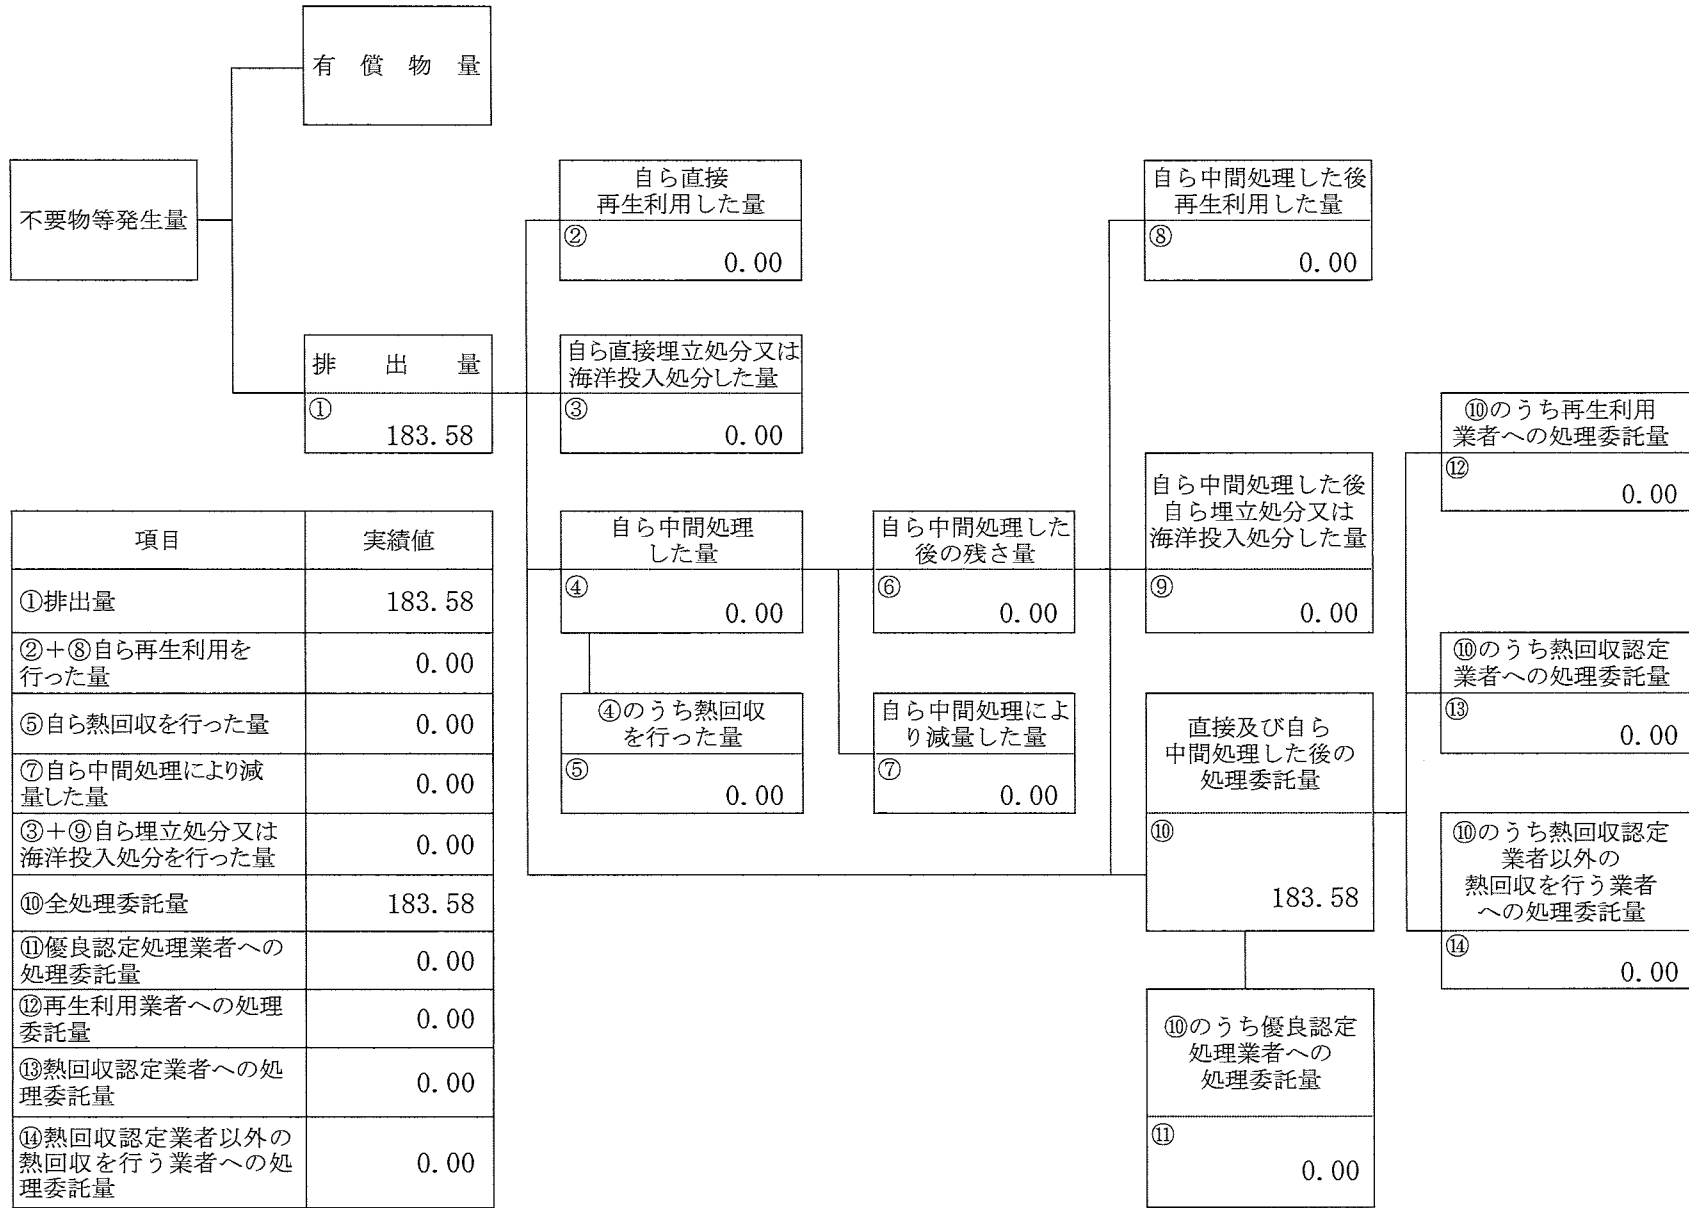 有償物量
不要物等発生量
自ら直接
再生利用した量
②
0.00
自ら中間処理した後
再生利用した量
⑧
0.00
排出量
①
183.58
自ら直接埋立処分又は
海洋投入処分した量
③
0.00
⑩のうち再生利用
業者への処理委託量
⑫
0.00
自ら中間処理した後
自ら埋立処分又は
海洋投入処分した量
⑨
0.00
自ら中間処理
した量
④
0.00
自ら中間処理した
後の残さ量
⑥
0.00
④のうち熱回収
を行った量
⑤
0.00
自ら中間処理によ
り減量した量
⑦
0.00
直接及び自ら
中間処理した後の
処理委託量
⑩
183.58
⑩のうち熱回収認定
業者への処理委託量
⑬
0.00
⑩のうち熱回収認定
業者以外の
熱回収を行う業者
への処理委託量
⑭
0.00
⑩のうち優良認定
処理業者への
処理委託量
⑪
0.00
項目 実績値
①排出量 183.58
②＋⑧自ら再生利用を
行った量 0.00
⑤自ら熱回収を行った量 0.00
⑦自ら中間処理により減
量した量 0.00
③＋⑨自ら埋立処分又は
海洋投入処分を行った量 0.00
⑩全処理委託量 183.58
⑪優良認定処理業者への
処理委託量 0.00
⑫再生利用業者への処理
委託量 0.00
⑬熱回収認定業者への処
理委託量 0.00
⑭熱回収認定業者以外の
熱回収を行う業者への処
理委託量 0.00